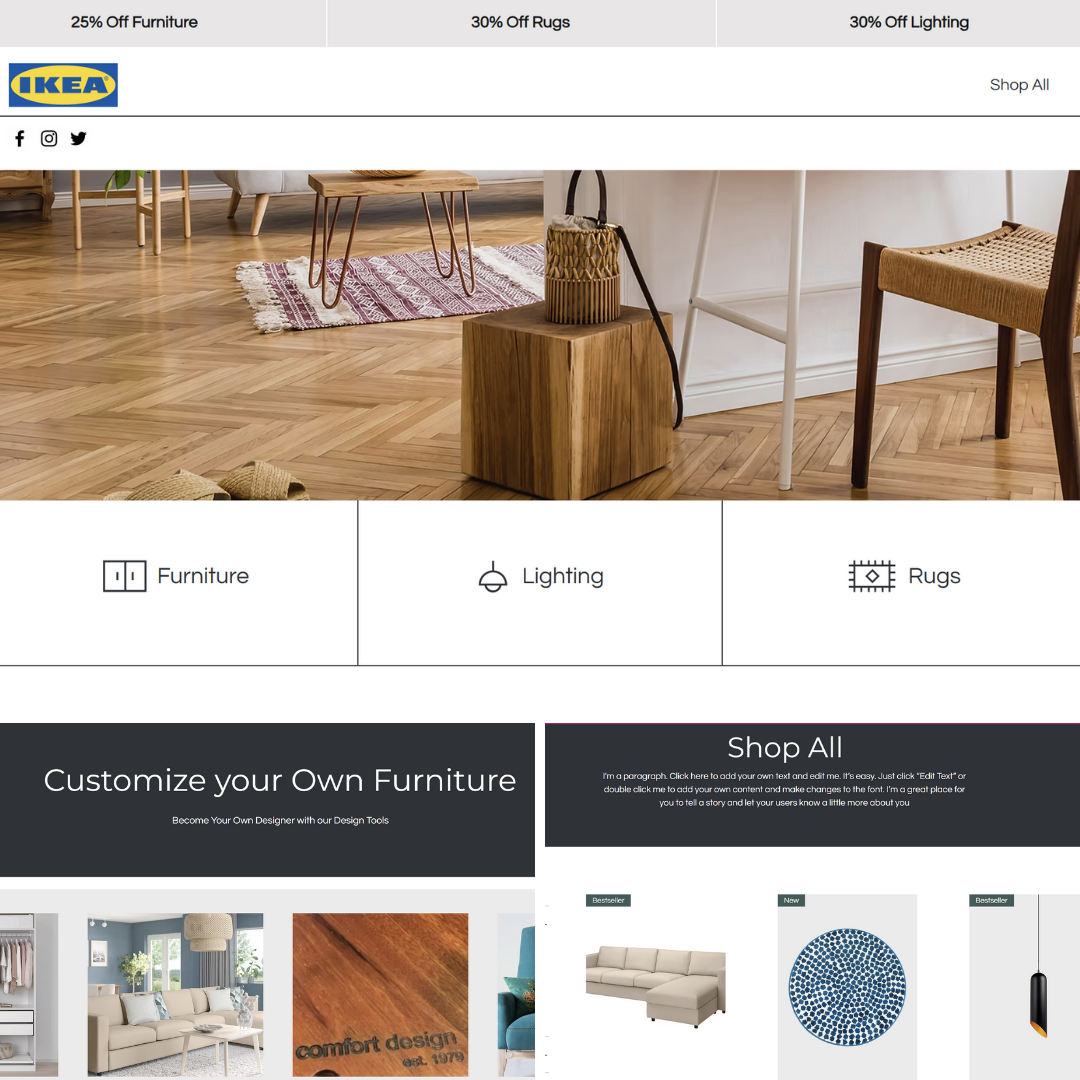 25% Off Furniture
30% Off Rugs
30% Off Lighting
IKEA
Shop All
Furniture
Lighting
Rugs
Customize your Own Furniture
Become Your Own Designer with our Design Tools
comfort design
est. 1979
Shop All
I'm a paragraph. Click here to add your own text and edit me. It's easy. Just click "Edit Text" or
double click me to add your own content and make changes to the font. I'm a great place for
you to tell a story and let your users know a little more about you
Bestseller
New
Bestseller